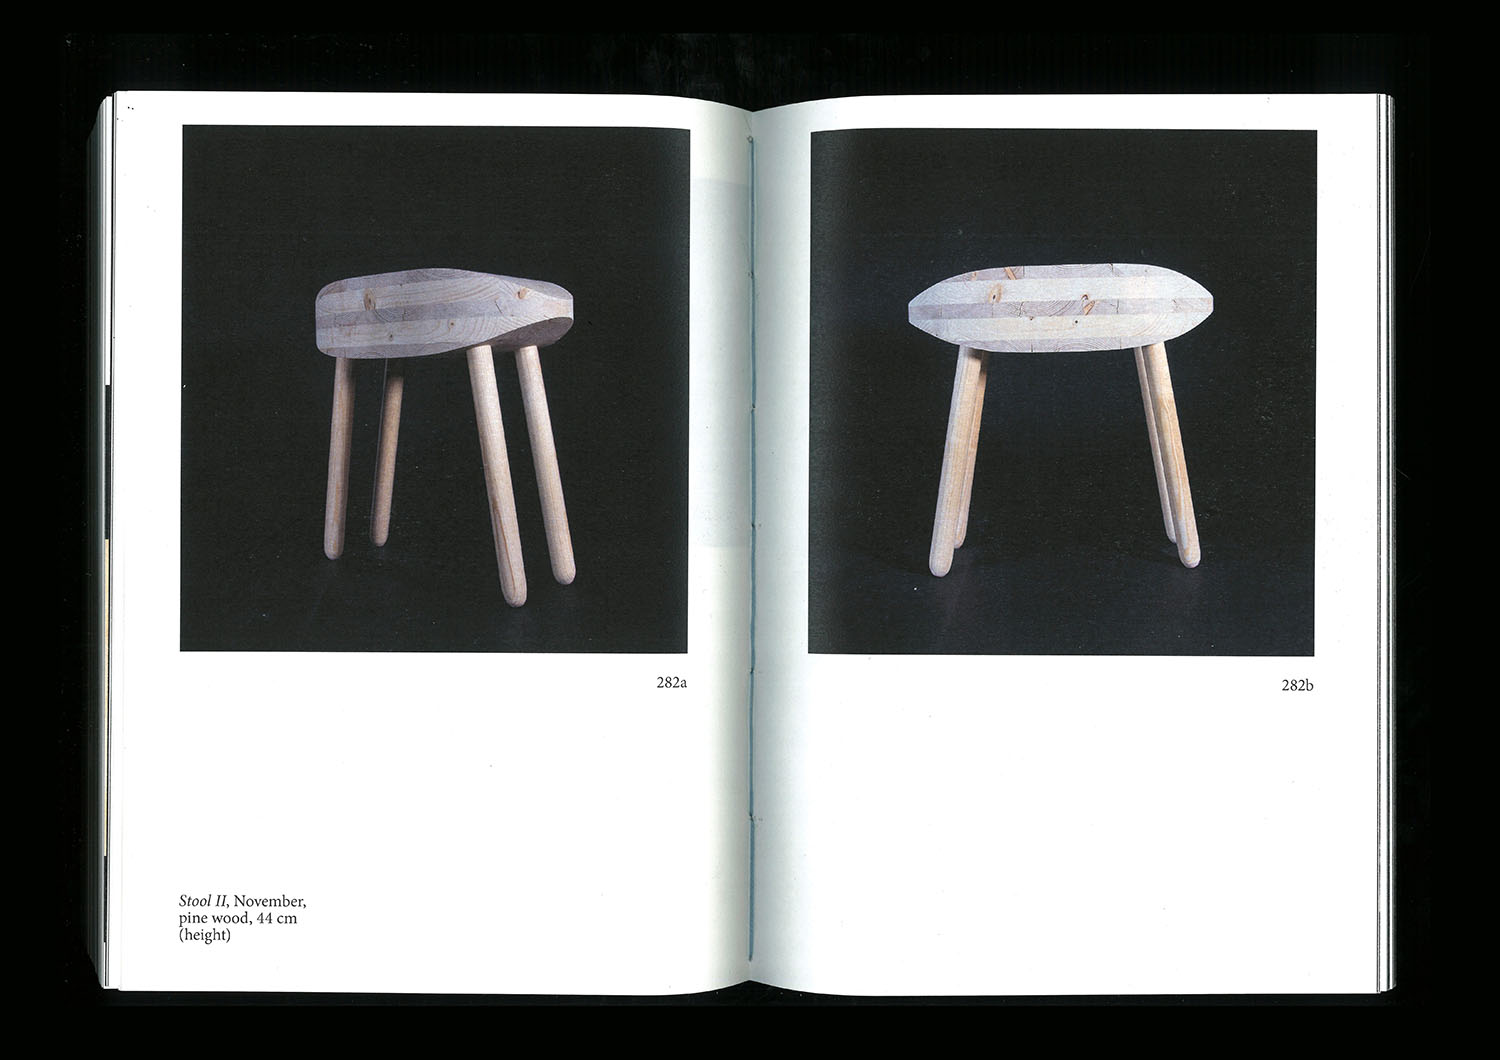 282a
Stool II, November,
pine wood, 44 cm
(height)
282b